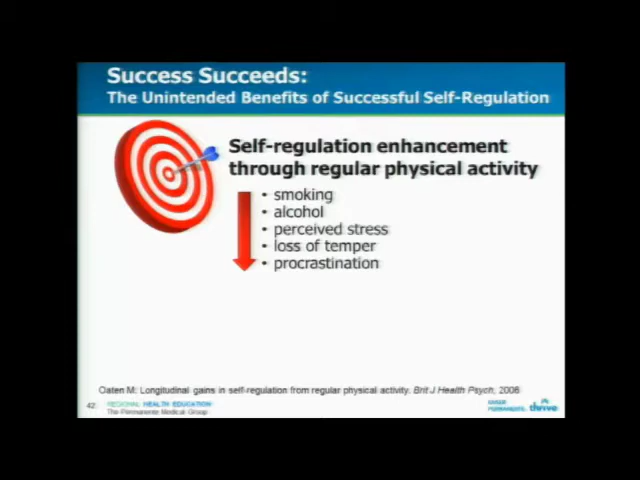 Success Succeeds:
The Unintended Benefits of Successful Self-Regulation
Self-regulation enhancement
through regular physical activity
• smoking
• alcohol
• perceived stress
• loss of temper
• procrastination
Oaten M: Longitudinal gains in self-regulation from regular physical activity. Brit J Health Psych, 2006
42 REGIONAL HEALTH EDUCATION
The Permanente Medical Group
KAISER PERMANENTE. thrive